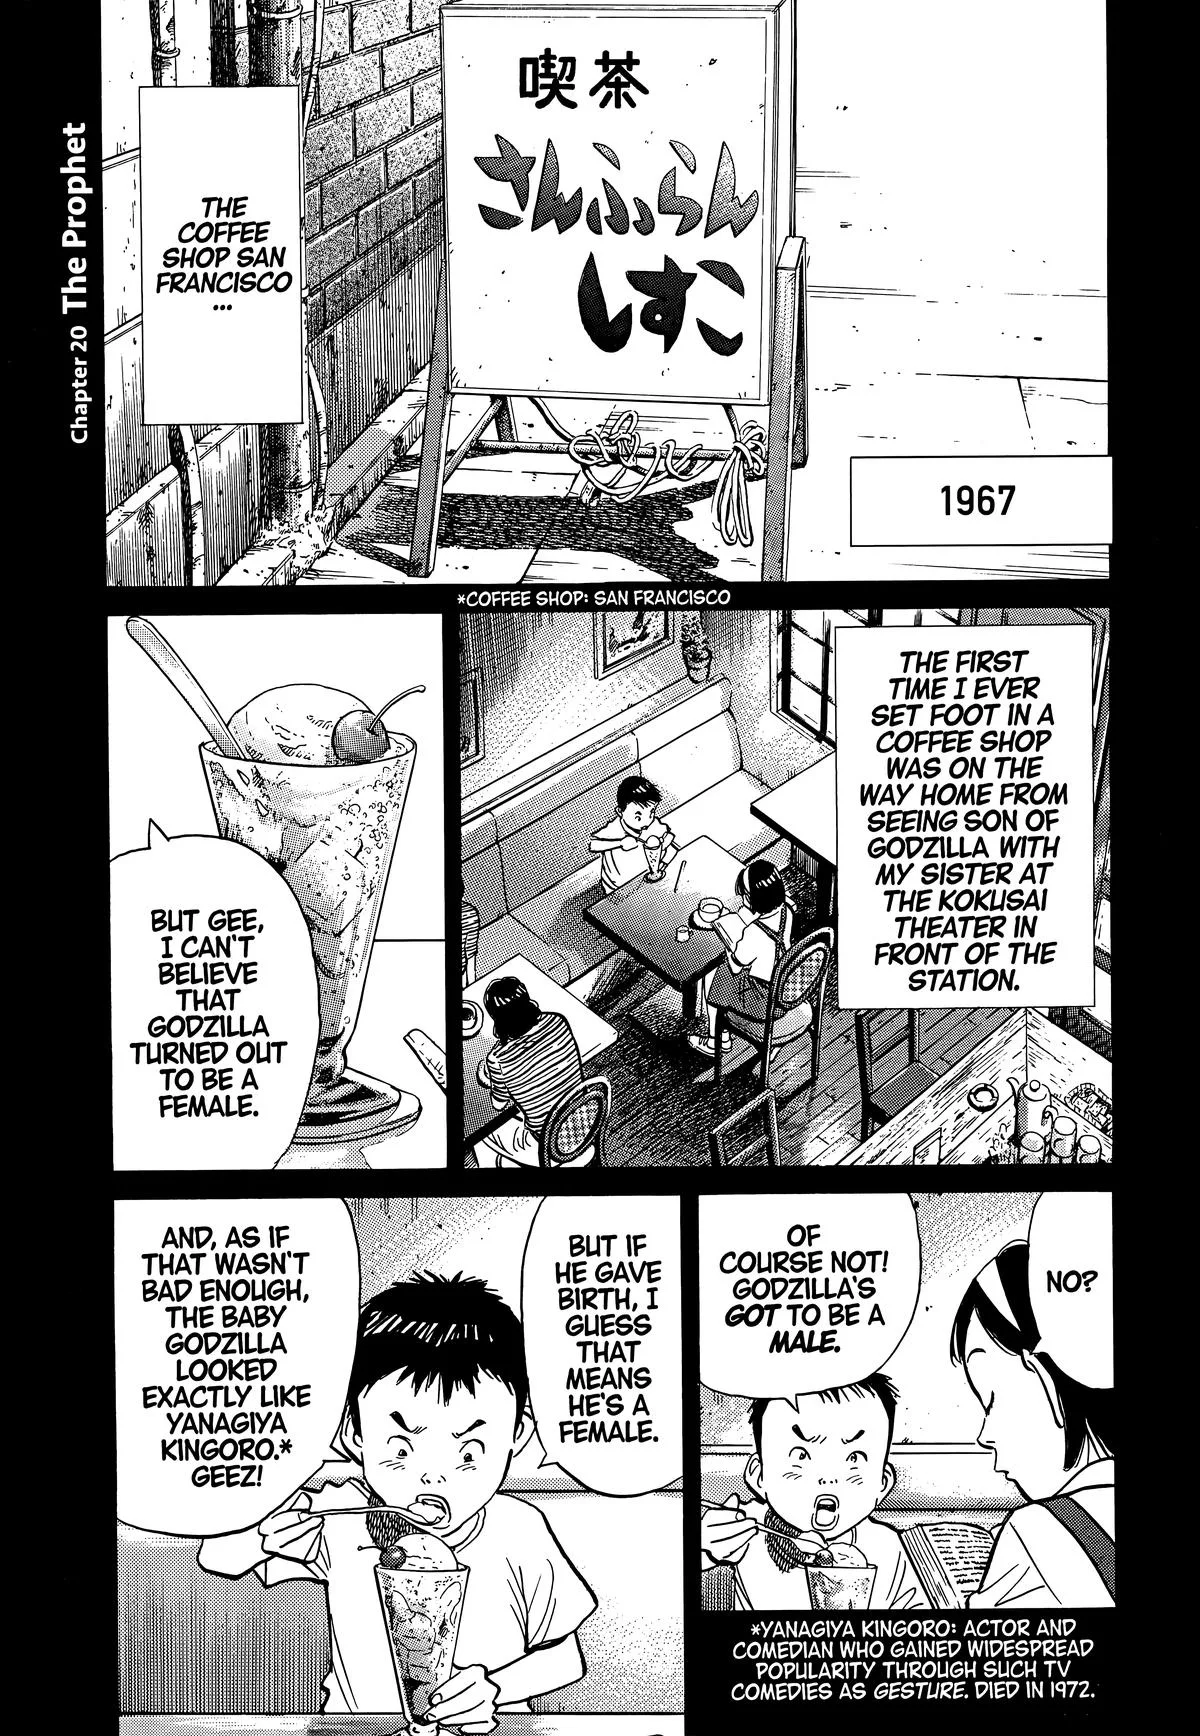 Chapter 20 The Prophet
喫茶
さんふらん
しすこ
THE
COFFEE
SHOP SAN
FRANCISCO
...
1967
*COFFEE SHOP: SAN FRANCISCO
THE FIRST
TIME I EVER
SET FOOT IN A
COFFEE SHOP
WAS ON THE
WAY HOME FROM
SEEING SON OF
GODZILLA WITH
MY SISTER AT
THE KOKUSAI
THEATER IN
FRONT OF THE
STATION.
BUT GEE,
I CAN'T
BELIEVE
THAT
GODZILLA
TURNED OUT
TO BE A
FEMALE.
NO?
OF
COURSE NOT!
GODZILLA'S
GOT TO BE A
MALE.
BUT IF
HE GAVE
BIRTH, I
GUESS
THAT
MEANS
HE'S A
FEMALE.
AND, AS IF
THAT WASN'T
BAD ENOUGH,
THE BABY
GODZILLA
LOOKED
EXACTLY LIKE
YANAGIYA
KINGORO.*
GEEZ!
*YANAGIYA KINGORO: ACTOR AND
COMEDIAN WHO GAINED WIDESPREAD
POPULARITY THROUGH SUCH TV
COMEDIES AS GESTURE. DIED IN 1972.